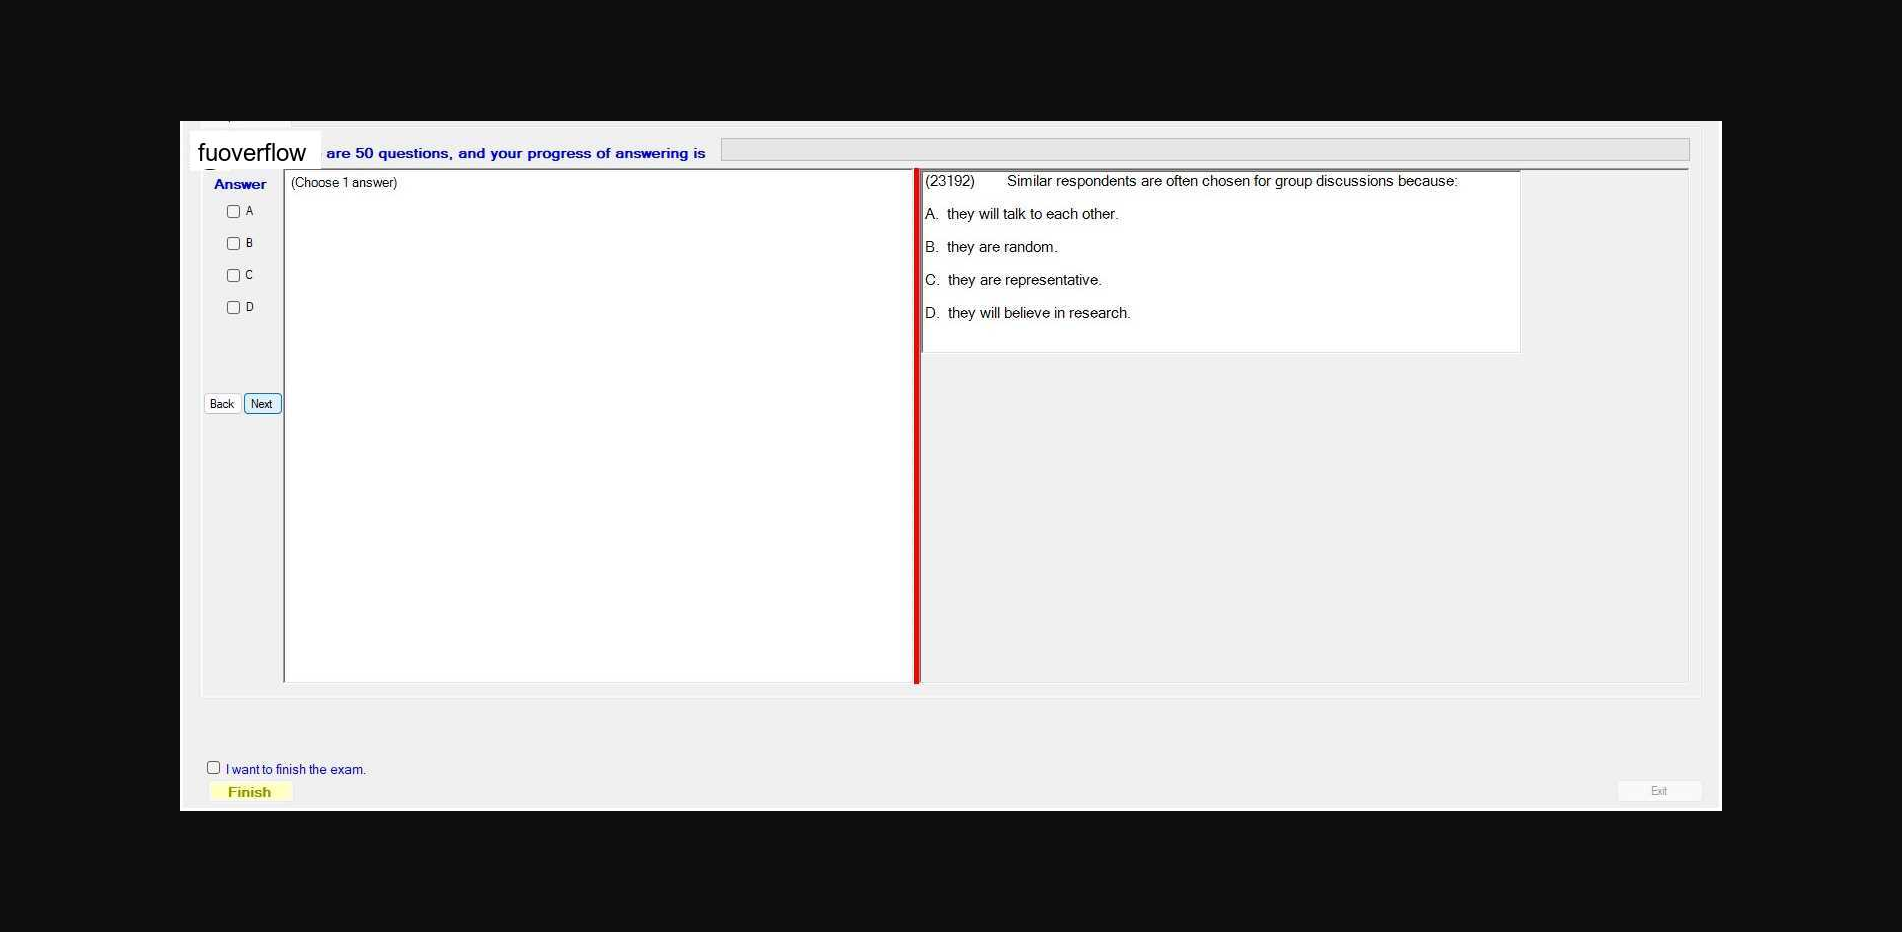 fuoverflow are 50 questions, and your progress of answering is
Answer
A
B
C
D
Back Next
(Choose 1 answer)
(23192) Similar respondents are often chosen for group discussions because:
A. they will talk to each other.
B. they are random.
C. they are representative.
D. they will believe in research.
I want to finish the exam.
Finish
Exit